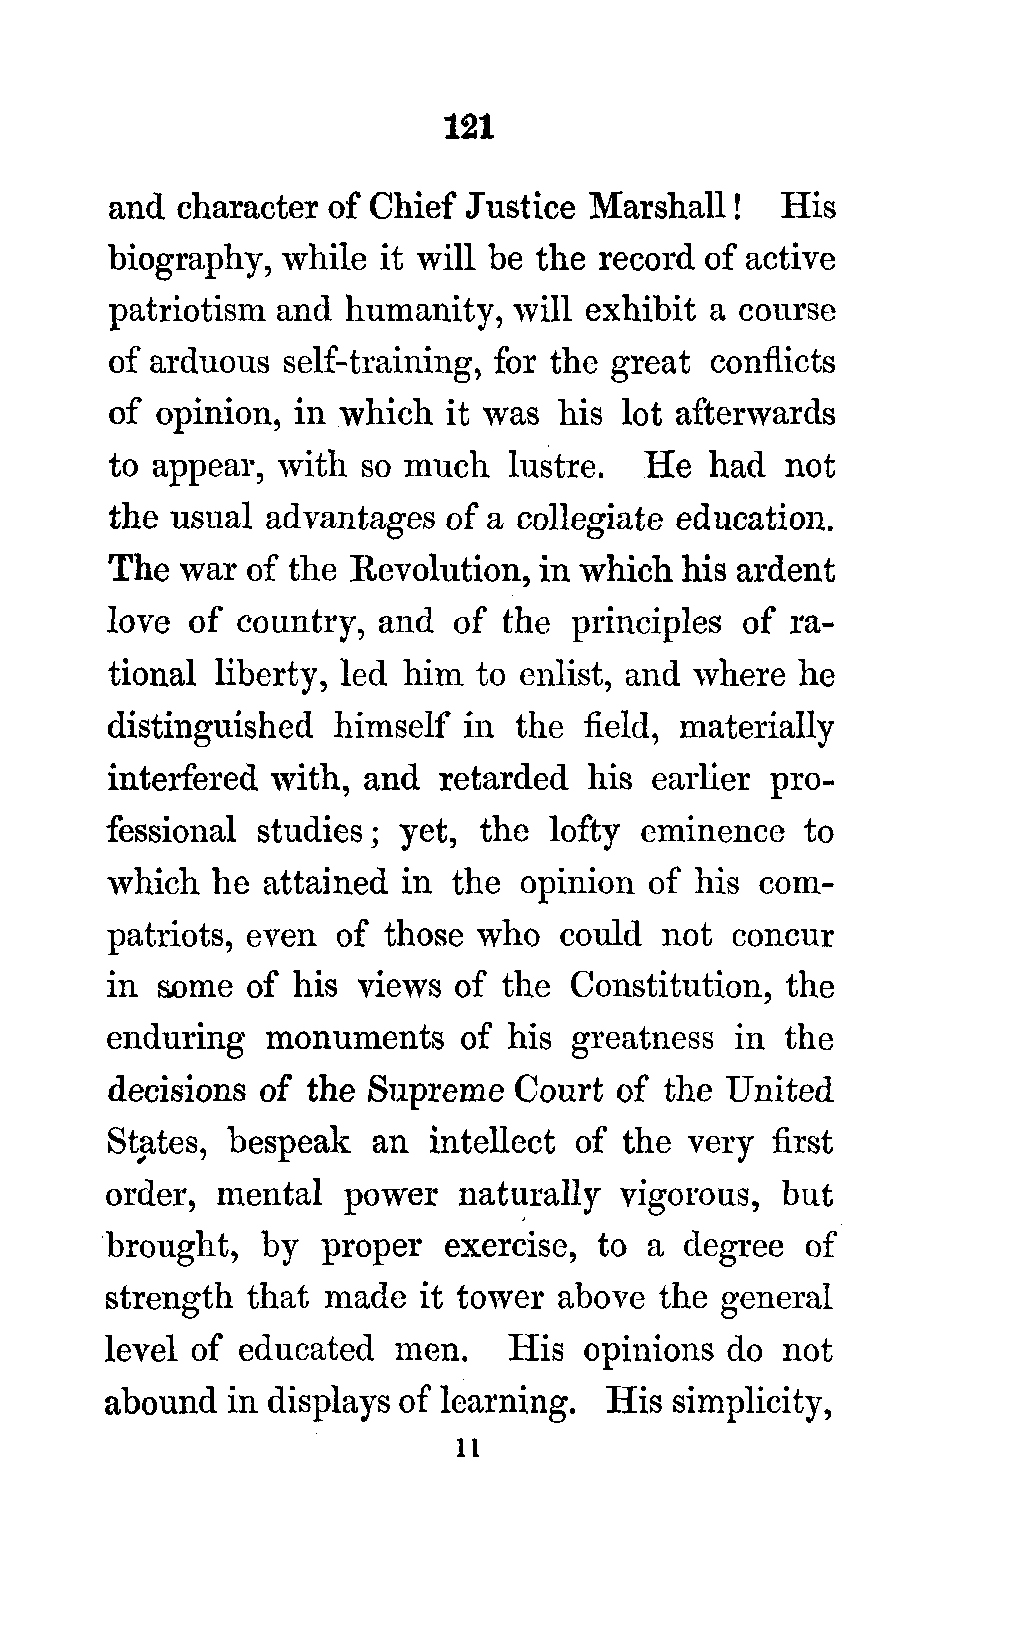 121
and character of Chief Justice Marshall! His
biography, while it will be the record of active
patriotism and humanity, will exhibit a course
of arduous self-training, for the great conflicts
of opinion, in which it was his lot afterwards
to appear, with so much lustre. He had not
the usual advantages of a collegiate education.
The war of the Revolution, in which his ardent
love of country, and of the principles of ra-
tional liberty, led him to enlist, and where he
distinguished himself in the field, materially
interfered with, and retarded his earlier pro-
fessional studies; yet, the lofty eminence to
which he attained in the opinion of his com-
patriots, even of those who could not concur
in some of his views of the Constitution, the
enduring monuments of his greatness in the
decisions of the Supreme Court of the United
States, bespeak an intellect of the very first
order, mental power naturally vigorous, but
brought, by proper exercise, to a degree of
strength that made it tower above the general
level of educated men. His opinions do not
abound in displays of learning. His simplicity,
11